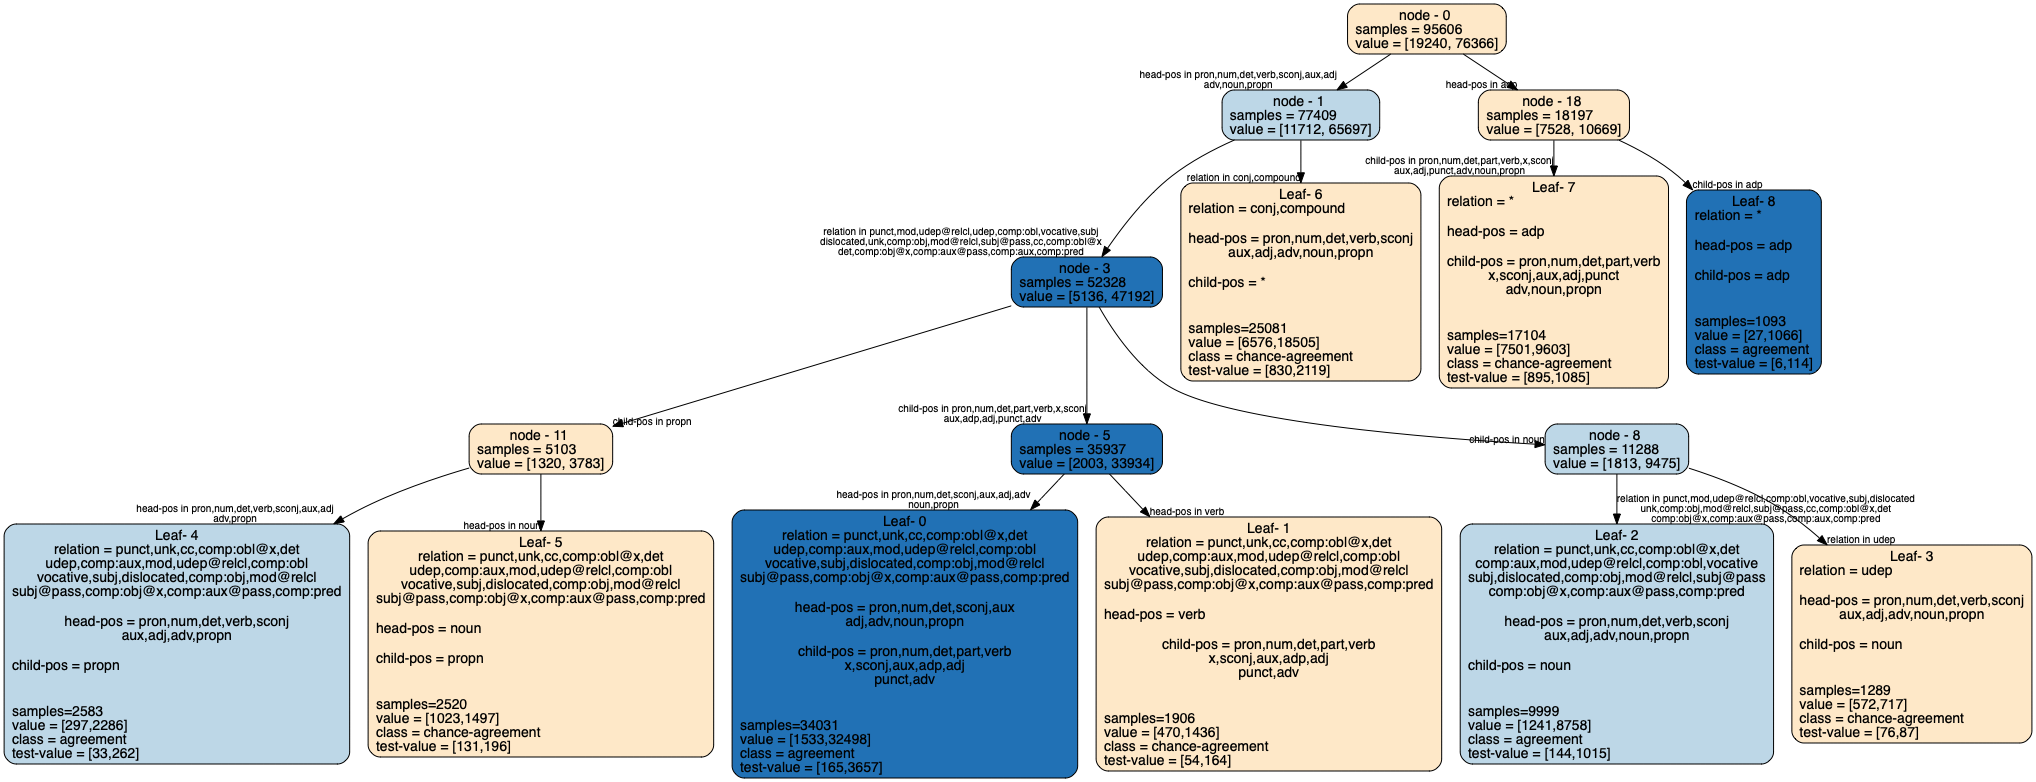 node - 0
samples = 95606
value = [19240, 76366]
head-pos in pron,num,det,verb,sconj,aux,adj
adv,noun,propn
head-pos in adp
node - 1
samples = 77409
value = [11712, 65697]
node - 18
samples = 18197
value = [7528, 10669]
relation in punct,mod,udep@relcl,udep,comp:obl,vocative,subj
dislocated,unk,comp:obj,mod@relcl,subj@pass,cc,comp:obl@x
det,comp:obj@x,comp:aux@pass,comp:aux,comp:pred
relation in conj,compound
child-pos in pron,num,det,part,verb,x,sconj
aux,adj,punct,adv,noun,propn
child-pos in adp
node - 3
samples = 52328
value = [5136, 47192]
Leaf- 6
relation = conj,compound
head-pos = pron,num,det,verb,sconj
aux,adj,adv,noun,propn
child-pos = *
samples=25081
value = [6576,18505]
class = chance-agreement
test-value = [830,2119]
Leaf- 7
relation = *
head-pos = adp
child-pos = pron,num,det,part,verb
x,sconj,aux,adj,punct
adv,noun,propn
samples=17104
value = [7501,9603]
class = chance-agreement
test-value = [895,1085]
Leaf- 8
relation = *
head-pos = adp
child-pos = adp
samples=1093
value = [27,1066]
class = agreement
test-value = [6,114]
child-pos in propn
child-pos in pron,num,det,part,verb,x,sconj
aux,adp,adj,punct,adv
child-pos in noun
node - 11
samples = 5103
value = [1320, 3783]
node - 5
samples = 35937
value = [2003, 33934]
node - 8
samples = 11288
value = [1813, 9475]
head-pos in pron,num,det,verb,sconj,aux,adj
adv,propn
head-pos in noun
head-pos in pron,num,det,sconj,aux,adj,adv
noun,propn
head-pos in verb
relation in punct,mod,udep@relcl,comp:obl,vocative,subj,dislocated
unk,comp:obj,mod@relcl,subj@pass,cc,comp:obl@x,det
comp:obj@x,comp:aux@pass,comp:aux,comp:pred
relation in udep
Leaf- 4
relation = punct,unk,cc,comp:obl@x,det
udep,comp:aux,mod,udep@relcl,comp:obl
vocative,subj,dislocated,comp:obj,mod@relcl
subj@pass,comp:obj@x,comp:aux@pass,comp:pred
head-pos = pron,num,det,verb,sconj
aux,adj,adv,propn
child-pos = propn
samples=2583
value = [297,2286]
class = agreement
test-value = [33,262]
Leaf- 5
relation = punct,unk,cc,comp:obl@x,det
udep,comp:aux,mod,udep@relcl,comp:obl
vocative,subj,dislocated,comp:obj,mod@relcl
subj@pass,comp:obj@x,comp:aux@pass,comp:pred
head-pos = noun
child-pos = propn
samples=2520
value = [1023,1497]
class = chance-agreement
test-value = [131,196]
Leaf- 0
relation = punct,unk,cc,comp:obl@x,det
udep,comp:aux,mod,udep@relcl,comp:obl
vocative,subj,dislocated,comp:obj,mod@relcl
subj@pass,comp:obj@x,comp:aux@pass,comp:pred
head-pos = pron,num,det,sconj,aux
adj,adv,noun,propn
child-pos = pron,num,det,part,verb
x,sconj,aux,adp,adj
punct,adv
samples=34031
value = [1533,32498]
class = agreement
test-value = [165,3657]
Leaf- 1
relation = punct,unk,cc,comp:obl@x,det
udep,comp:aux,mod,udep@relcl,comp:obl
vocative,subj,dislocated,comp:obj,mod@relcl
subj@pass,comp:obj@x,comp:aux@pass,comp:pred
head-pos = verb
child-pos = pron,num,det,part,verb
x,sconj,aux,adp,adj
punct,adv
samples=1906
value = [470,1436]
class = chance-agreement
test-value = [54,164]
Leaf- 2
relation = punct,unk,cc,comp:obl@x,det
comp:aux,mod,udep@relcl,comp:obl,vocative
subj,dislocated,comp:obj,mod@relcl,subj@pass
comp:obj@x,comp:aux@pass,comp:pred
head-pos = pron,num,det,verb,sconj
aux,adj,adv,noun,propn
child-pos = noun
samples=9999
value = [1241,8758]
class = agreement
test-value = [144,1015]
Leaf- 3
relation = udep
head-pos = pron,num,det,verb,sconj
aux,adj,adv,noun,propn
child-pos = noun
samples=1289
value = [572,717]
class = chance-agreement
test-value = [76,87]